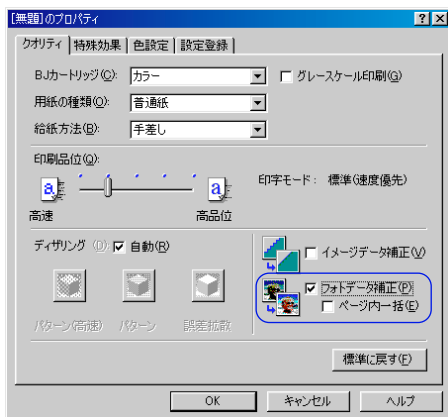 [無題]のプロパティ
クオリティ 特殊効果 色設定 設定登録
BJカートリッジ(C): カラー グレースケール印刷(G)
用紙の種類(O): 普通紙
給紙方法(B): 手差し
印刷品位(Q):
印字モード: 標準(速度優先)
高速 高品位
ディザリング (D) 自動(R)
イメージデータ補正(V)
フォトデータ補正(P)
ページ内一括(E)
パターン(高速) パターン 誤差拡散
標準に戻す(F)
OK キャンセル ヘルプ